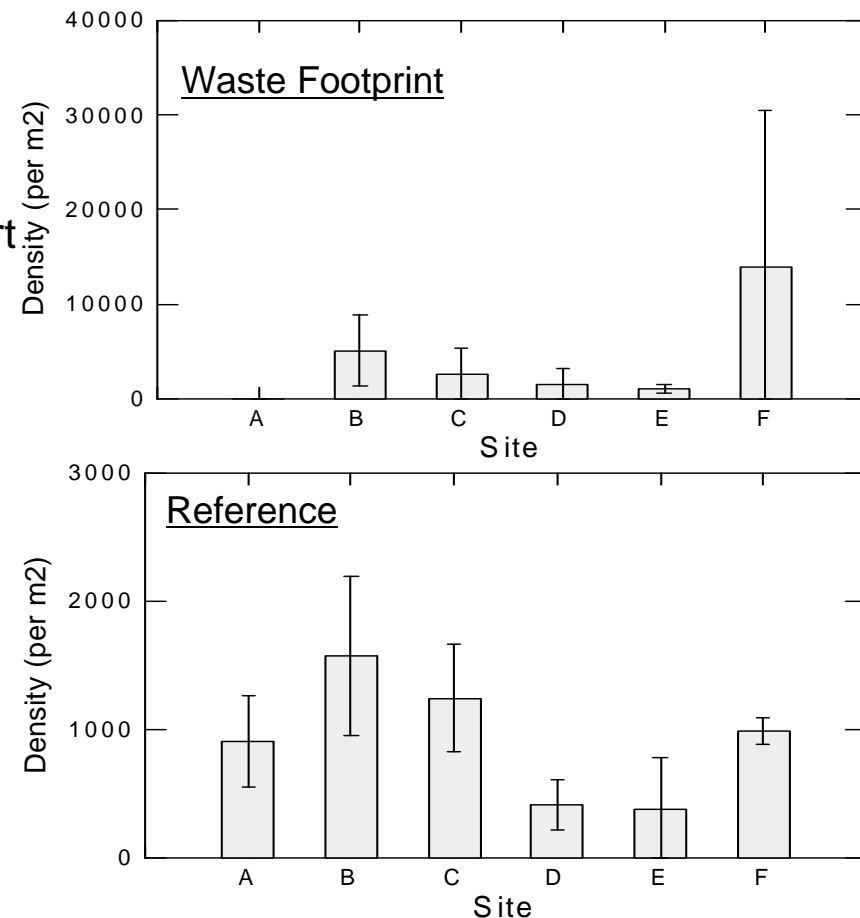 40000
Waste Footprint
30000
20000
10000
0
Density (per m2)
rt
A B C D E F
Site
3000
Reference
2000
1000
0
Density (per m2)
A B C D E F
Site